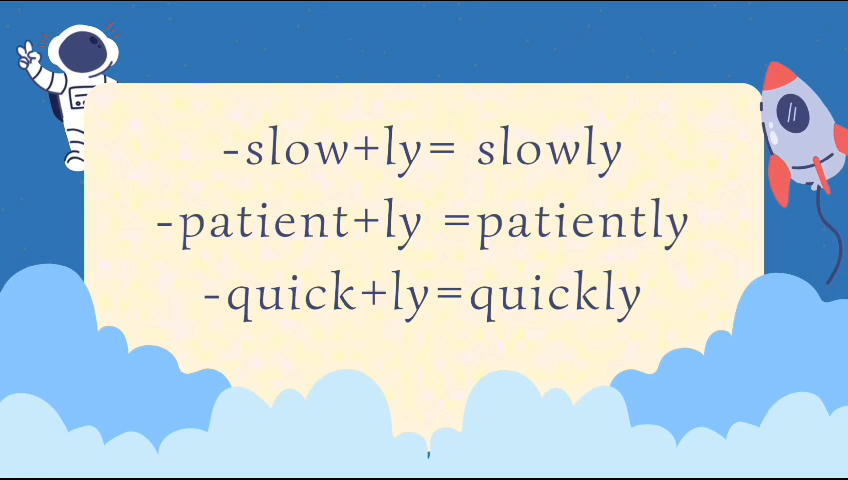 -slow+ly= slowly
-patient+ly =patiently
-quick+ly=quickly